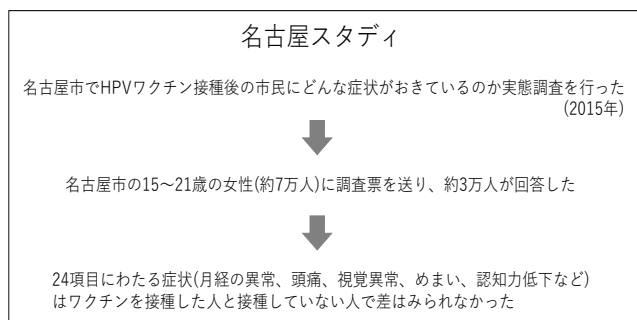 名古屋スタディ
名古屋市でHPVワクチン接種後の市民にどんな症状がおきているのか実態調査を行った
(2015年)
名古屋市の15～21歳の女性(約7万人)に調査票を送り、約3万人が回答した
24項目にわたる症状(月経の異常、頭痛、視覚異常、めまい、認知力低下など)
はワクチンを接種した人と接種していない人で差はみられなかった